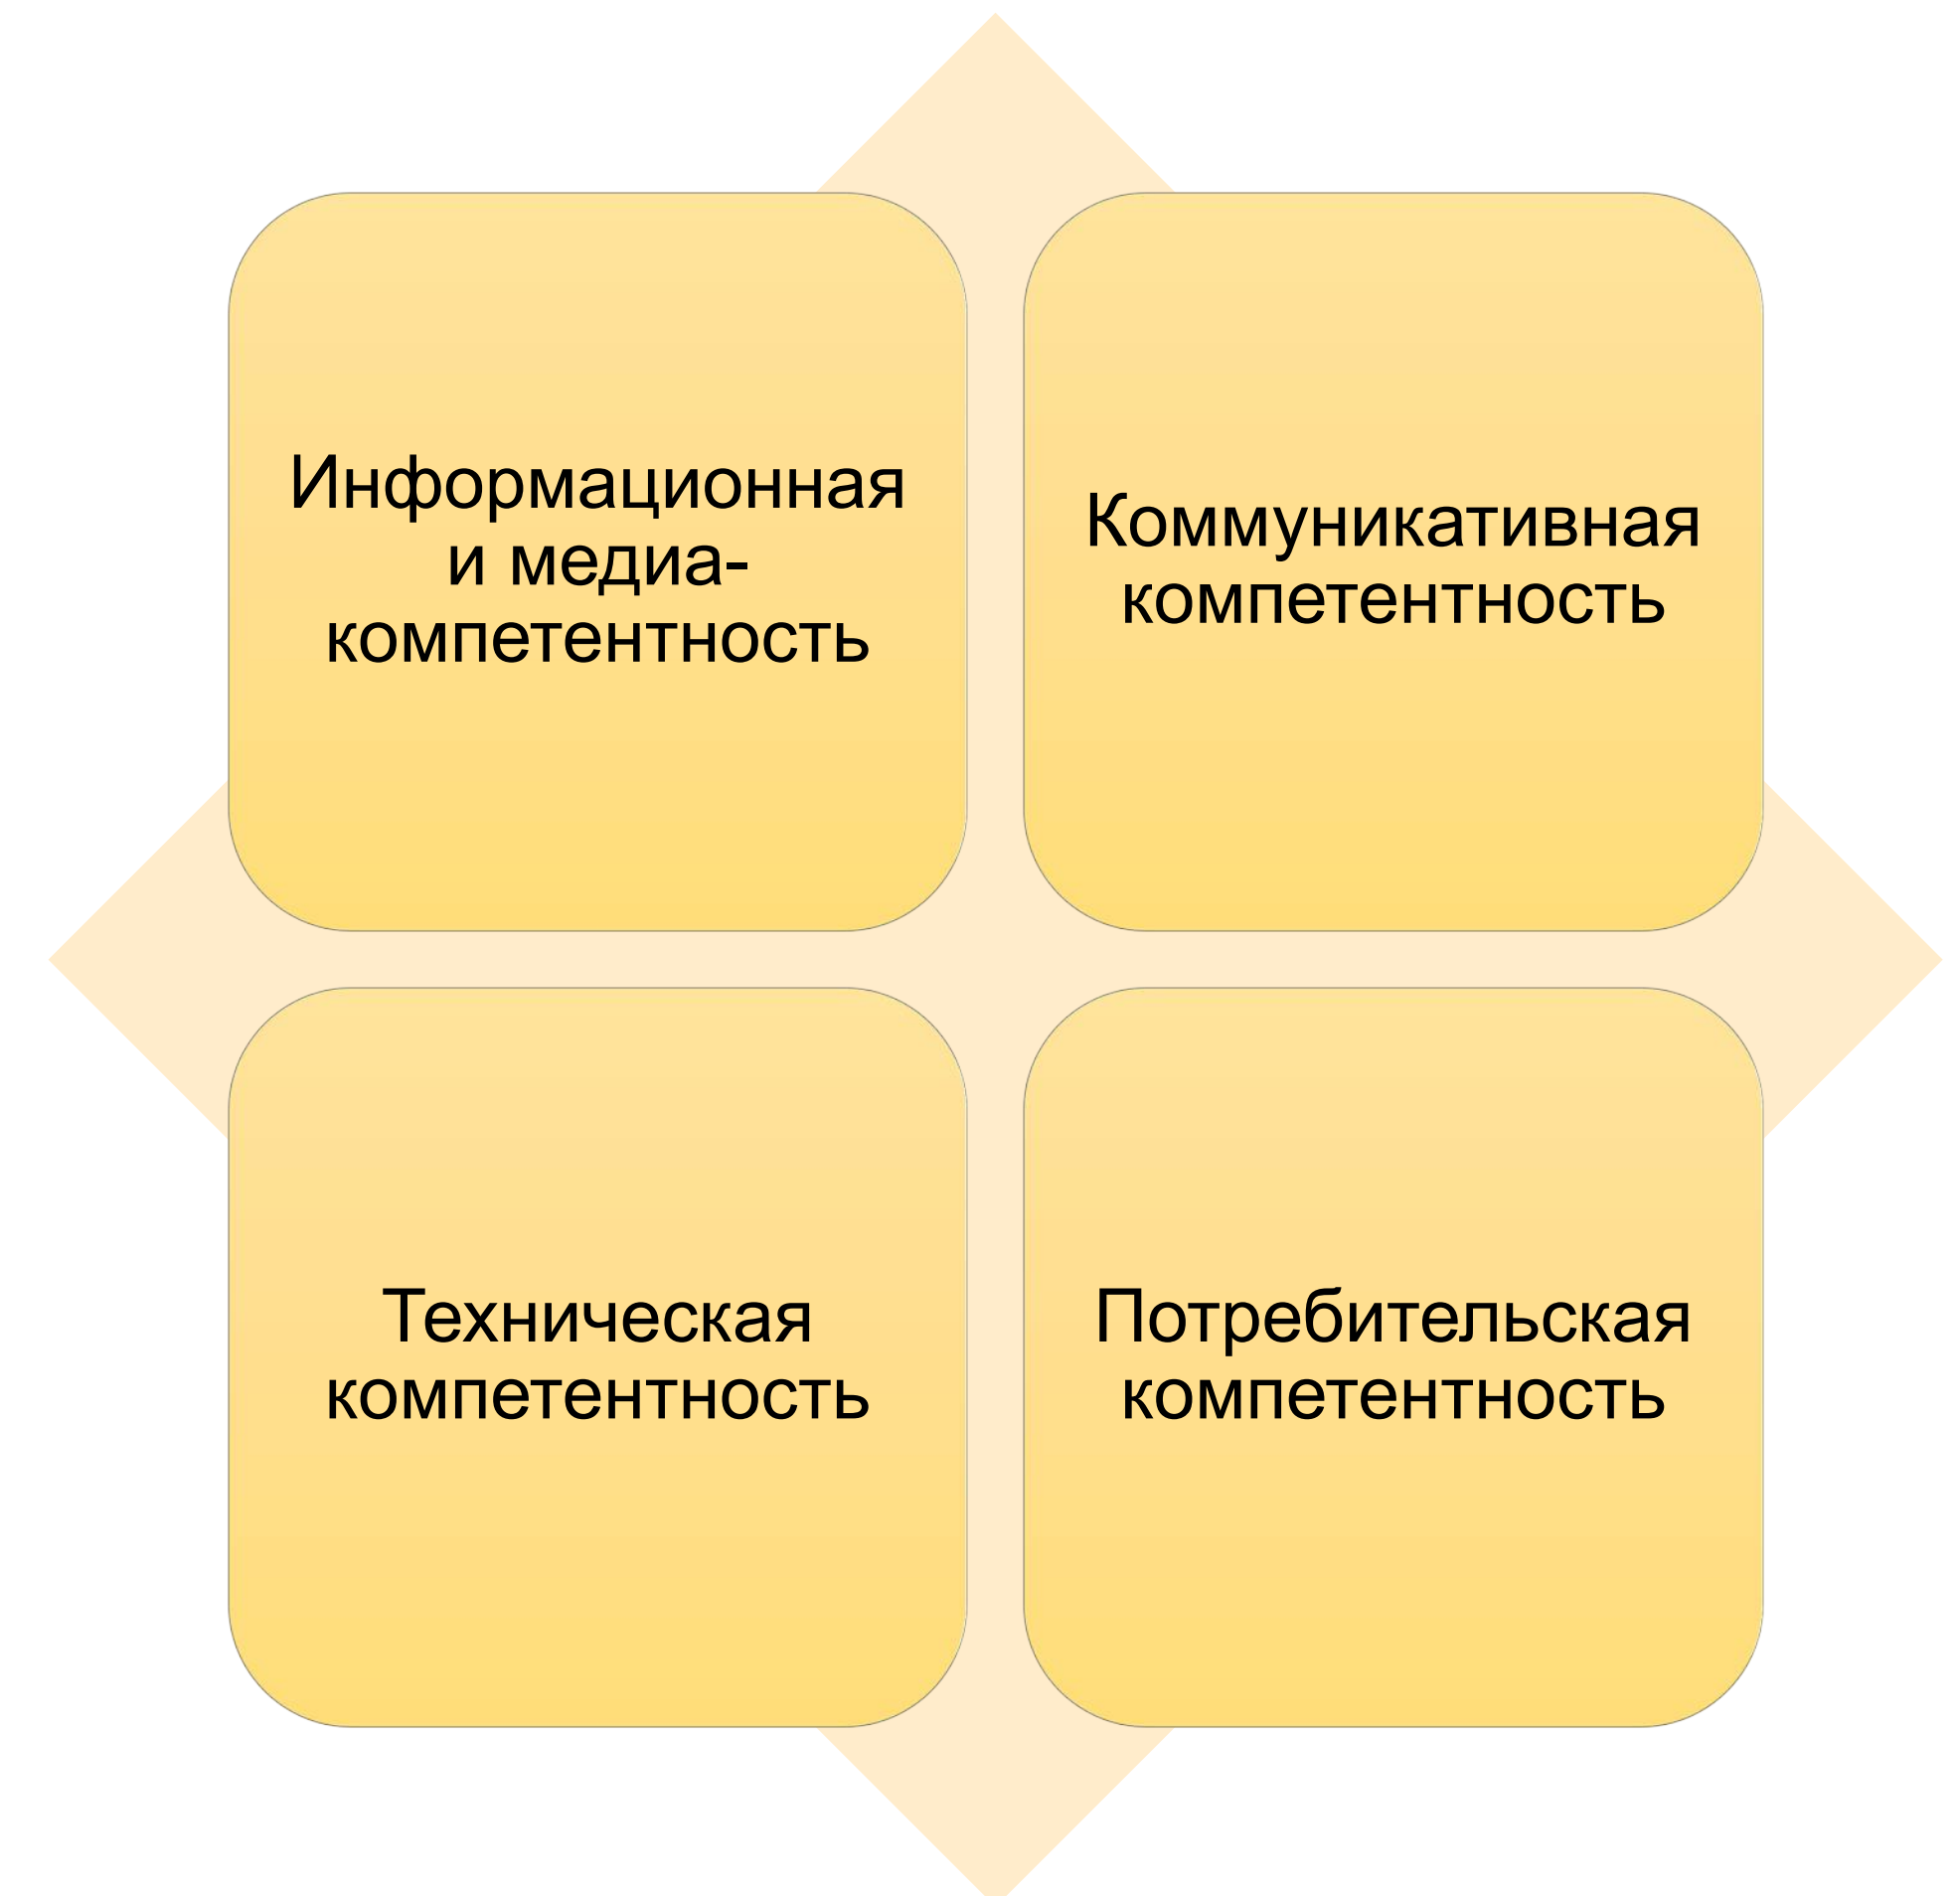 Информационная
и медиа-
компетентность
Коммуникативная
компетентность
Техническая
компетентность
Потребительская
компетентность